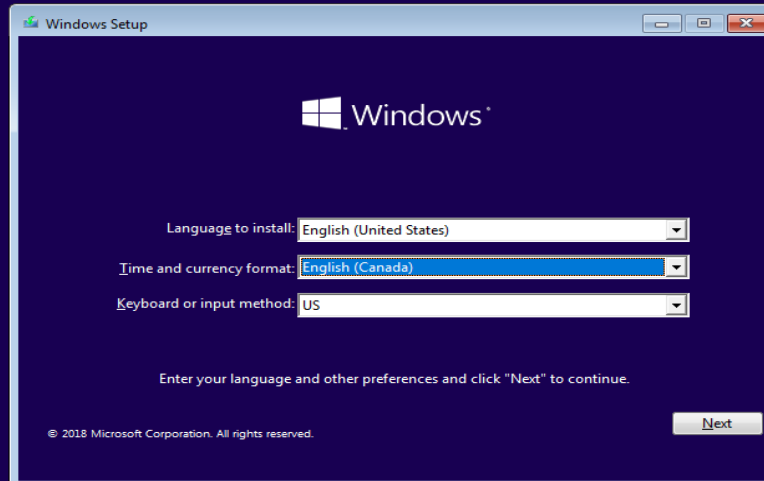 Windows Setup
Windows
Language to install: English (United States)
Time and currency format: English (Canada)
Keyboard or input method: US
Enter your language and other preferences and click "Next" to continue.
Next
© 2018 Microsoft Corporation. All rights reserved.